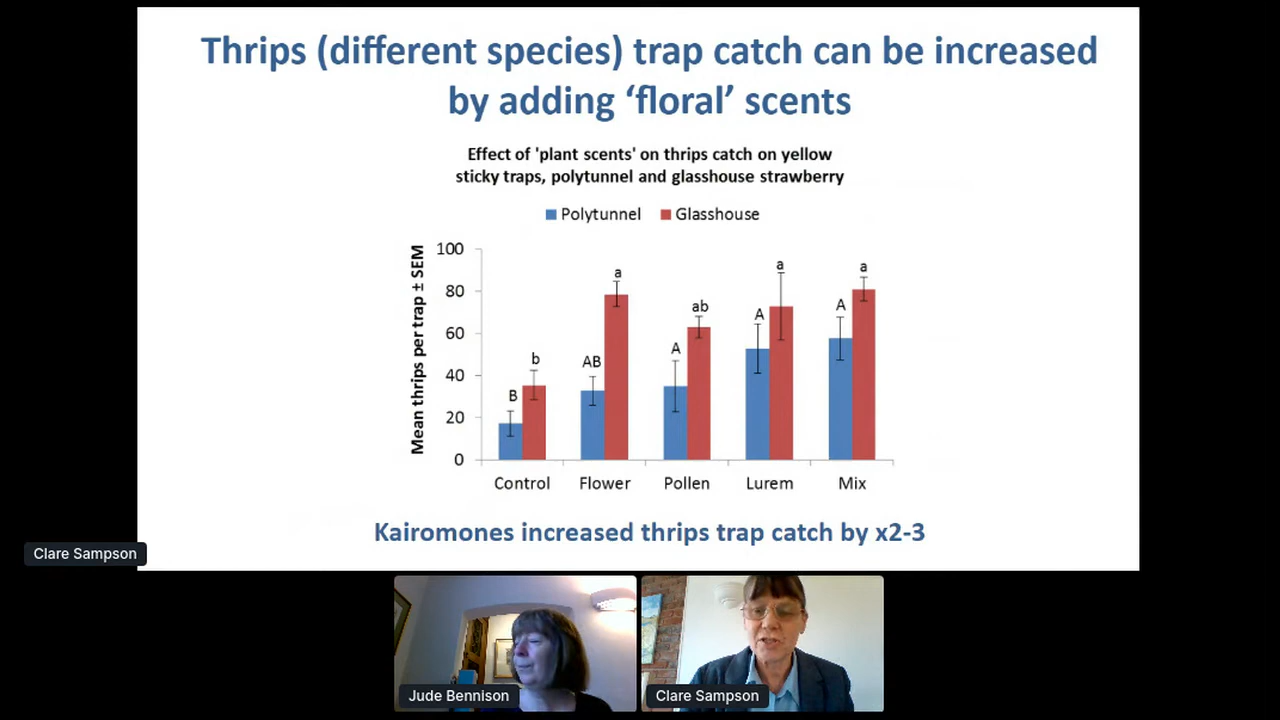 Thrips (different species) trap catch can be increased
by adding ‘floral’ scents
Effect of 'plant scents' on thrips catch on yellow
sticky traps, polytunnel and glasshouse strawberry
Polytunnel Glasshouse
Mean thrips per trap ± SEM
100
80
60
40
20
0
B
b
AB
a
A
ab
A
a
A
a
Control Flower Pollen Lurem Mix
Kairomones increased thrips trap catch by x2-3
Clare Sampson
Jude Bennison
Clare Sampson